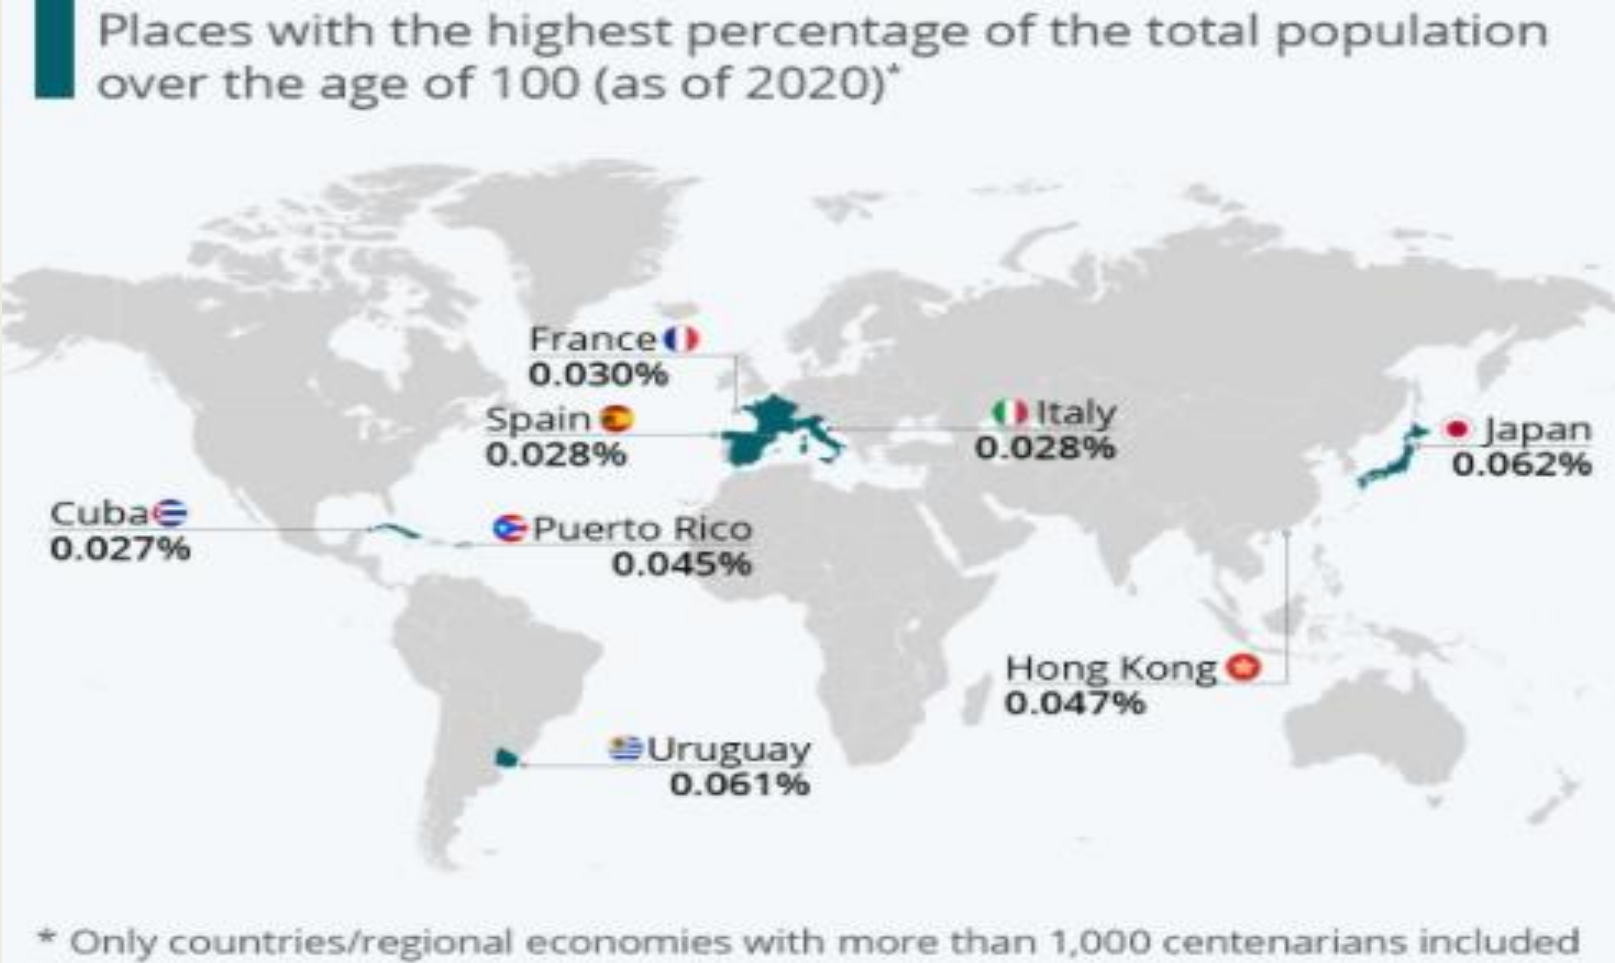 Places with the highest percentage of the total population
over the age of 100 (as of 2020)*
France
0.030%
Spain
0.028%
Italy
0.028%
Japan
0.062%
Cuba
0.027%
Puerto Rico
0.045%
Hong Kong
0.047%
Uruguay
0.061%
* Only countries/regional economies with more than 1,000 centenarians included